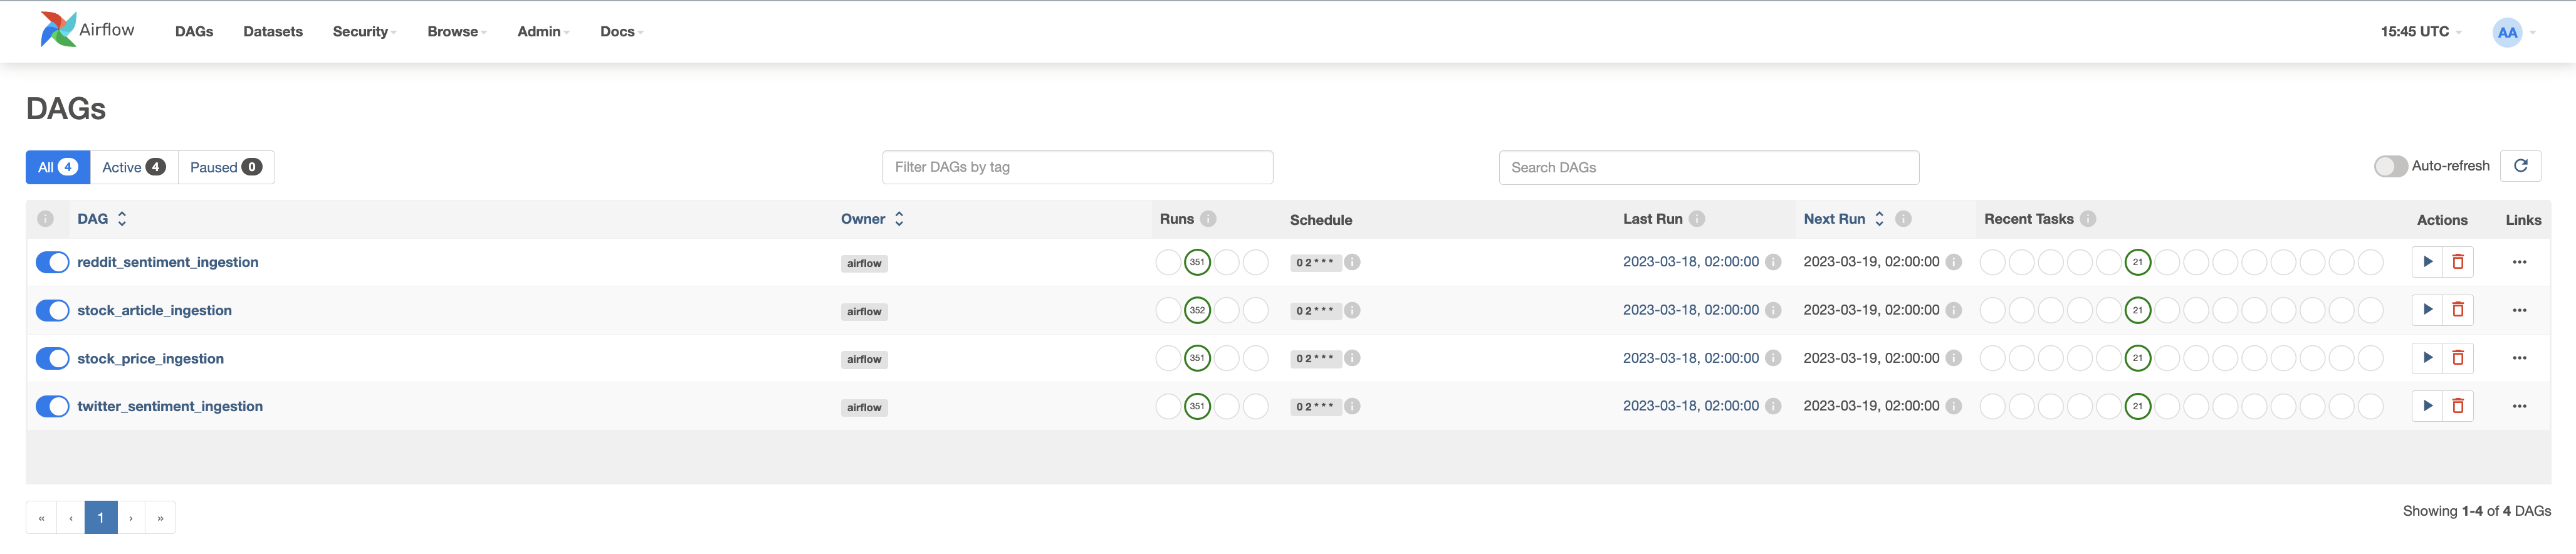 Airflow DAGs Datasets Security Browse Admin Docs 15:45 UTC AA
DAGs
All 4 Active 4 Paused 0 Filter DAGs by tag Search DAGs Auto-refresh
DAG Owner Runs Schedule Last Run Next Run Recent Tasks Actions Links
reddit_sentiment_ingestion airflow 351 0 2 * * * 2023-03-18, 02:00:00 2023-03-19, 02:00:00 21 ...
stock_article_ingestion airflow 352 0 2 * * * 2023-03-18, 02:00:00 2023-03-19, 02:00:00 21 ...
stock_price_ingestion airflow 351 0 2 * * * 2023-03-18, 02:00:00 2023-03-19, 02:00:00 21 ...
twitter_sentiment_ingestion airflow 351 0 2 * * * 2023-03-18, 02:00:00 2023-03-19, 02:00:00 21 ...
« ‹ 1 › » Showing 1-4 of 4 DAGs